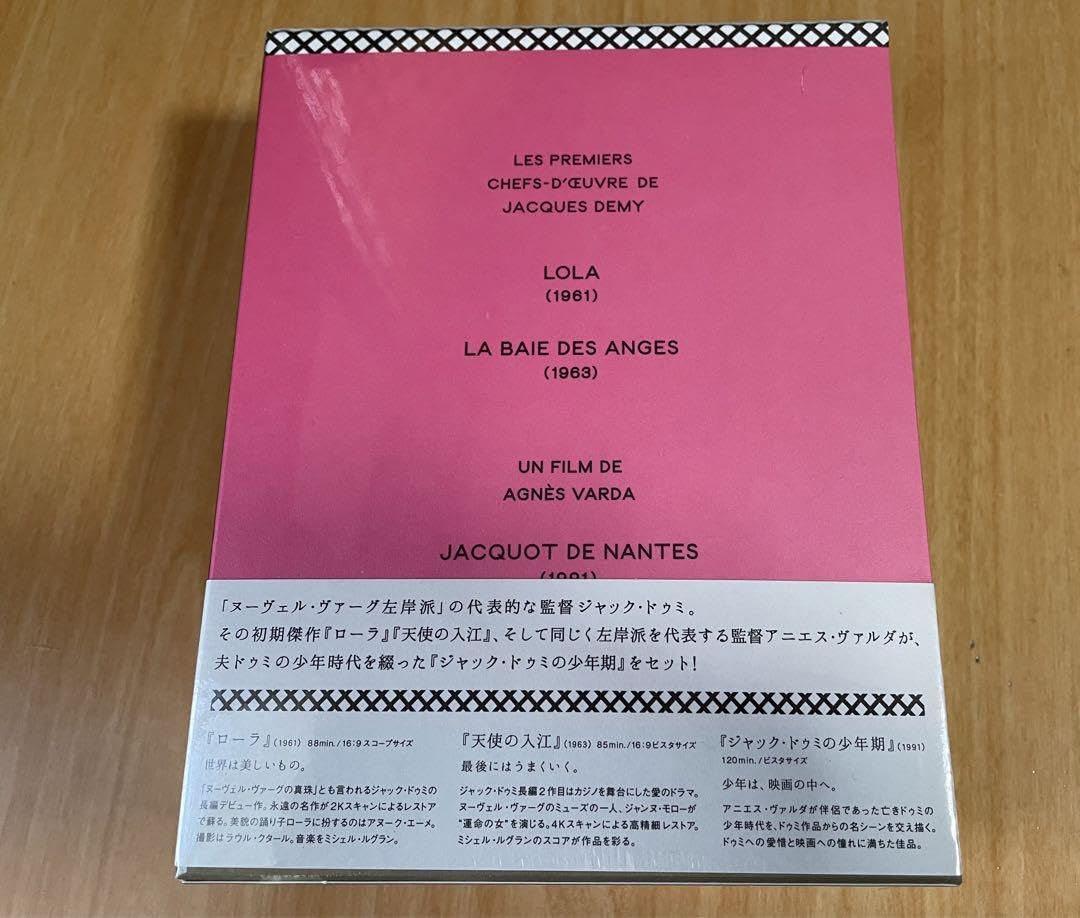 LES PREMIERS
CHEFS-D'ŒUVRE DE
JACQUES DEMY
LOLA
(1961)
LA BAIE DES ANGES
(1963)
UN FILM DE
AGNÈS VARDA
JACQUOT DE NANTES
(1991)
「ヌーヴェル・ヴァーグ左岸派」の代表的な監督ジャック・ドゥミ。
その初期傑作『ローラ』『天使の入江』、そして同じく左岸派を代表する監督アニエス・ヴァルダが、
夫ドゥミの少年時代を綴った『ジャック・ドゥミの少年期』をセット!
『ローラ』(1961) 88min./16:9スコープサイズ
世界は美しいもの。
「ヌーヴェル・ヴァーグの真珠」とも言われるジャック・ドゥミの
長編デビュー作。永遠の名作が2Kスキャンによるレストア
で蘇る。美貌の踊り子ローラに扮するのはアヌーク・エーメ。
撮影はラウル・クタール。音楽をミシェル・ルグラン。
『天使の入江』(1963) 85min./16:9ビスタサイズ
最後にはうまくいく。
ジャック・ドゥミ長編2作目はカジノを舞台にした愛のドラマ。
ヌーヴェル・ヴァーグのミューズの一人、ジャンヌ・モローが
“運命の女”を演じる。4Kスキャンによる高精細レストア。
ミシェル・ルグランのスコアが作品を彩る。
『ジャック・ドゥミの少年期』(1991)
120min./ビスタサイズ
少年は、映画の中へ。
アニエス・ヴァルダが伴侶であった亡きドゥミの
少年時代を、ドゥミ作品からの名シーンを交え描く。
ドゥミへの愛惜と映画への憧れに満ちた佳品。